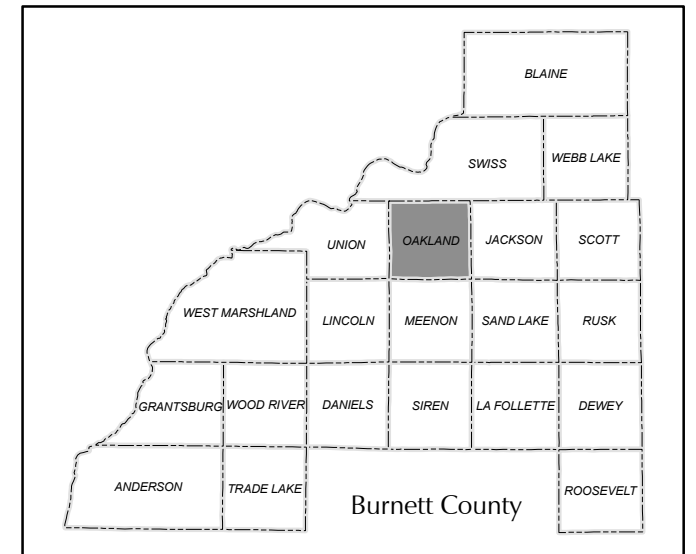 BLAINE
SWISS
WEBB LAKE
UNION
OAKLAND
JACKSON
SCOTT
WEST MARSHLAND
LINCOLN
MEENON
SAND LAKE
RUSK
GRANTSBURG
WOOD RIVER
DANIELS
SIREN
LA FOLLETTE
DEWEY
ANDERSON
TRADE LAKE
Burnett County
ROOSEVELT